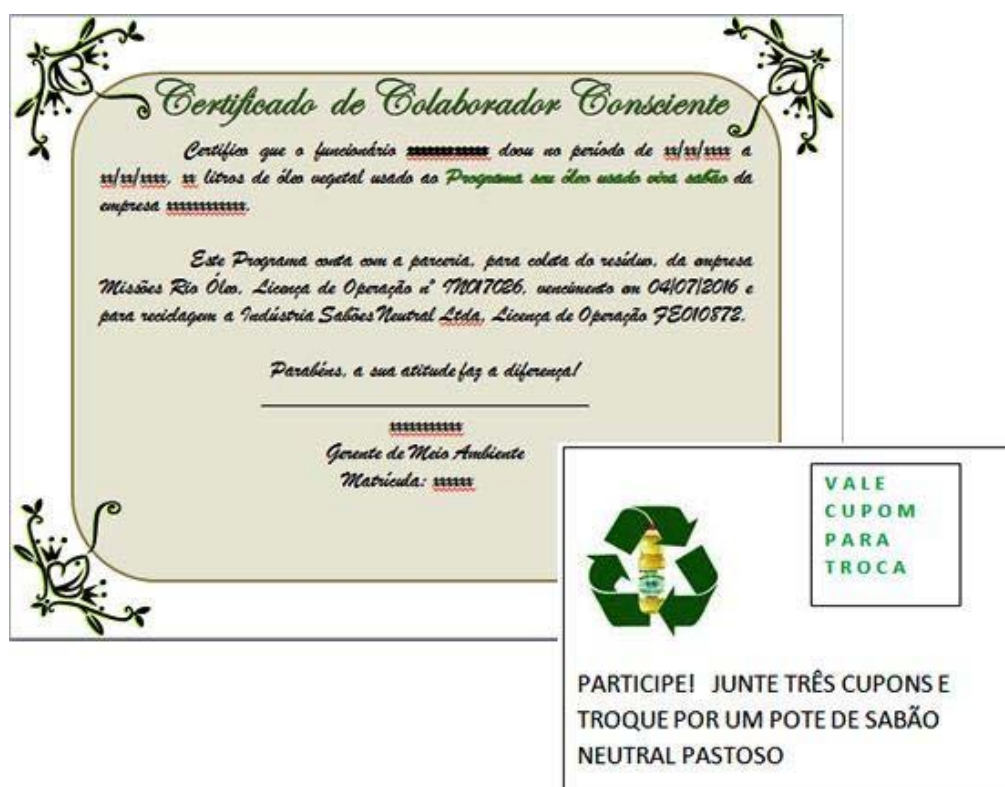 Certificado de Colaborador Consciente
Certifico que o funcionário xxxxxxxxxxxx doou no período de xx/xx/xxxx a
xx/xx/xxxx, xx litros de óleo vegetal usado ao Programa seu óleo usado vira sabão da
empresa xxxxxxxxxxxx.
Este Programa conta com a parceria, para coleta do resíduo, da empresa
Missões Rio Óleo, Licença de Operação nº IN017026, vencimento em 04/07/2016 e
para reciclagem a Indústria Sabões Neutral Ltda, Licença de Operação FE010872.
Parabéns, a sua atitude faz a diferença!
xxxxxxxxxxx
Gerente de Meio Ambiente
Matrícula: xxxxxx
VALE
CUPOM
PARA
TROCA
PARTICIPE! JUNTE TRÊS CUPONS E
TROQUE POR UM POTE DE SABÃO
NEUTRAL PASTOSO